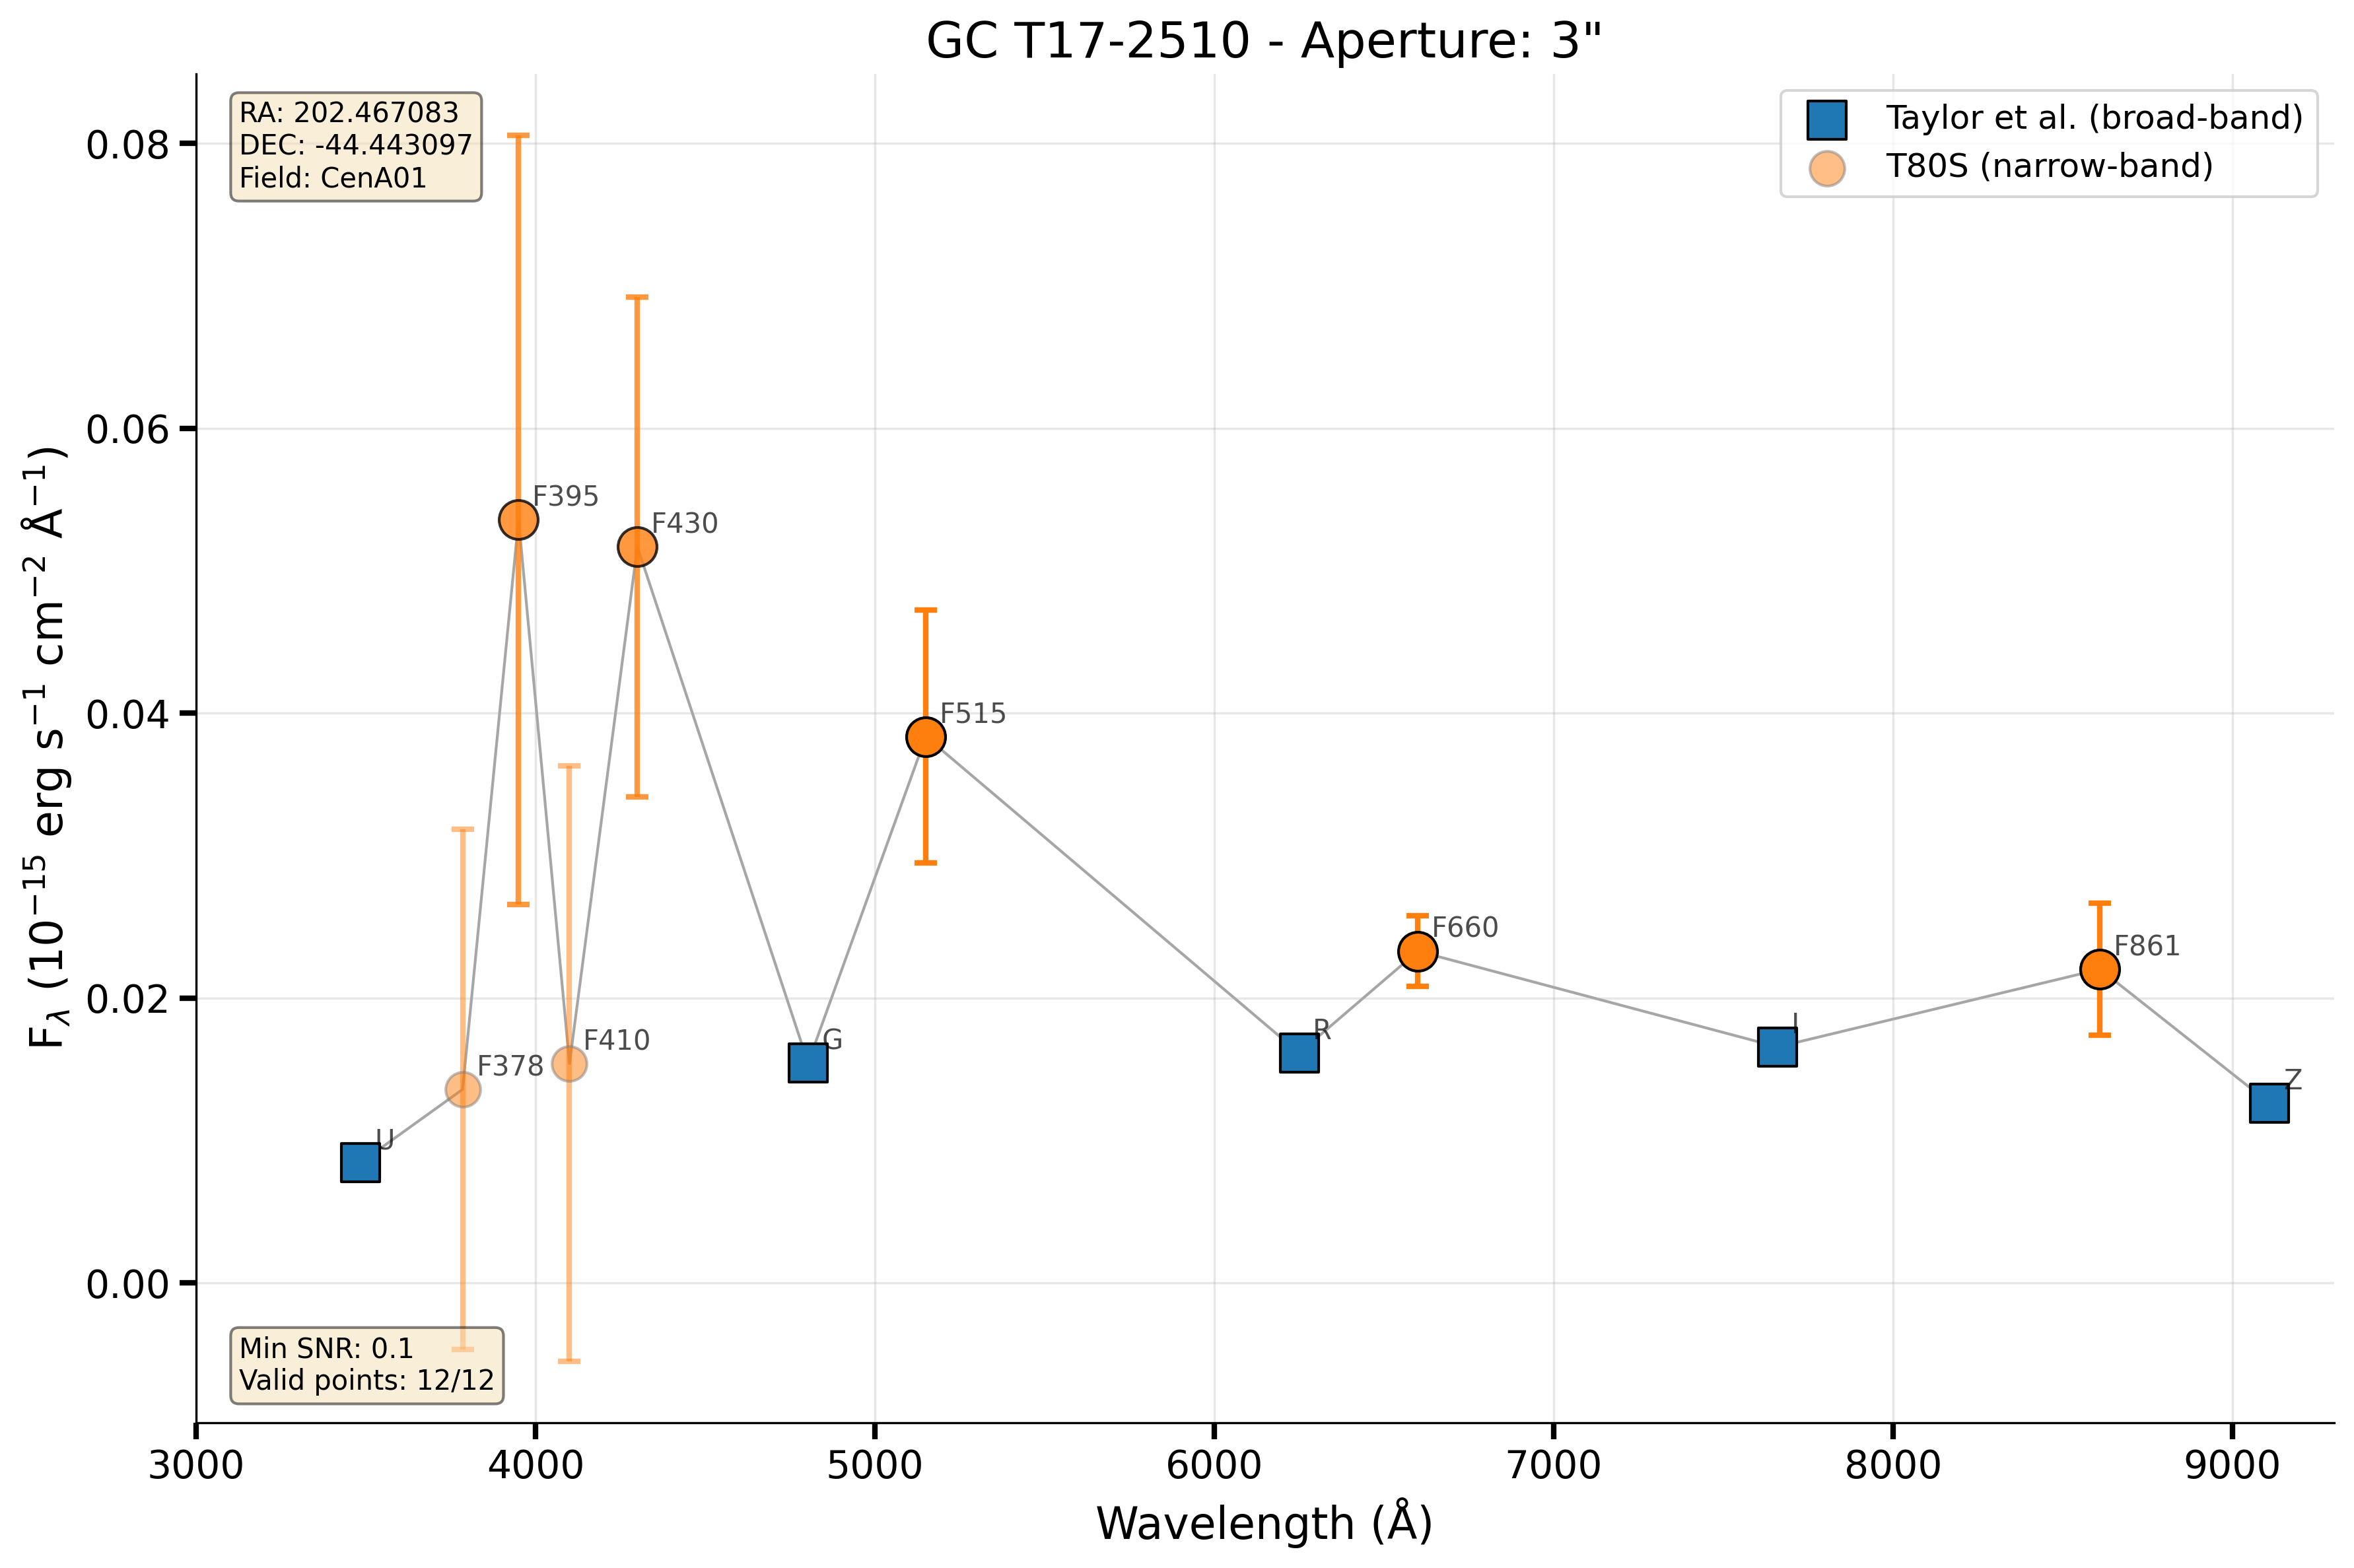 GC T17-2510 - Aperture: 3"
RA: 202.467083
DEC: -44.443097
Field: CenA01
Taylor et al. (broad-band)
T80S (narrow-band)
0.08
0.06
0.04
0.02
0.00
F_λ (10⁻¹⁵ erg s⁻¹ cm⁻² Å⁻¹)
F395
F430
F515
F660
F861
F378
F410
U
G
R
I
Z
Min SNR: 0.1
Valid points: 12/12
3000 4000 5000 6000 7000 8000 9000
Wavelength (Å)